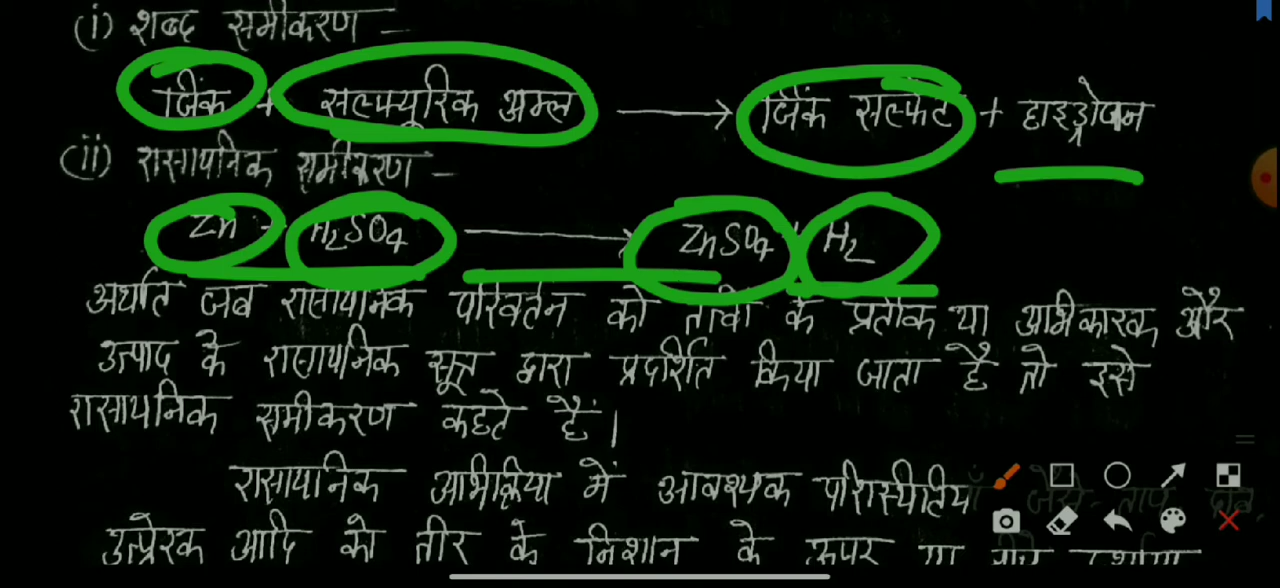 (i) शब्द समीकरण —
जिंक + सल्फ्यूरिक अम्ल ⟶ जिंक सल्फेट + हाइड्रोजन
(ii) रासायनिक समीकरण —
Zn + H₂SO₄ ⟶ ZnSO₄ + H₂
अर्थात जब रासायनिक परिवर्तन को तत्वों के प्रतीक या अभिकारक और
उत्पाद के रासायनिक सूत्र द्वारा प्रदर्शित किया जाता है तो इसे
रासायनिक समीकरण कहते हैं।
रासायनिक अभिक्रिया में आवश्यक परिस्थितियाँ जैसे- ताप, दाब,
उत्प्रेरक आदि को तीर के निशान के ऊपर या नीचे